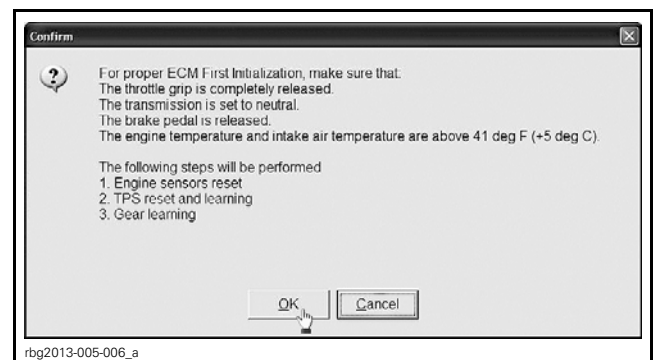 Confirm
For proper ECM First Initialization, make sure that:
The throttle grip is completely released.
The transmission is set to neutral.
The brake pedal is released.
The engine temperature and intake air temperature are above 41 deg F (+5 deg C).
The following steps will be performed
1. Engine sensors reset
2. TPS reset and learning
3. Gear learning
OK
Cancel
rbg2013-005-006_a